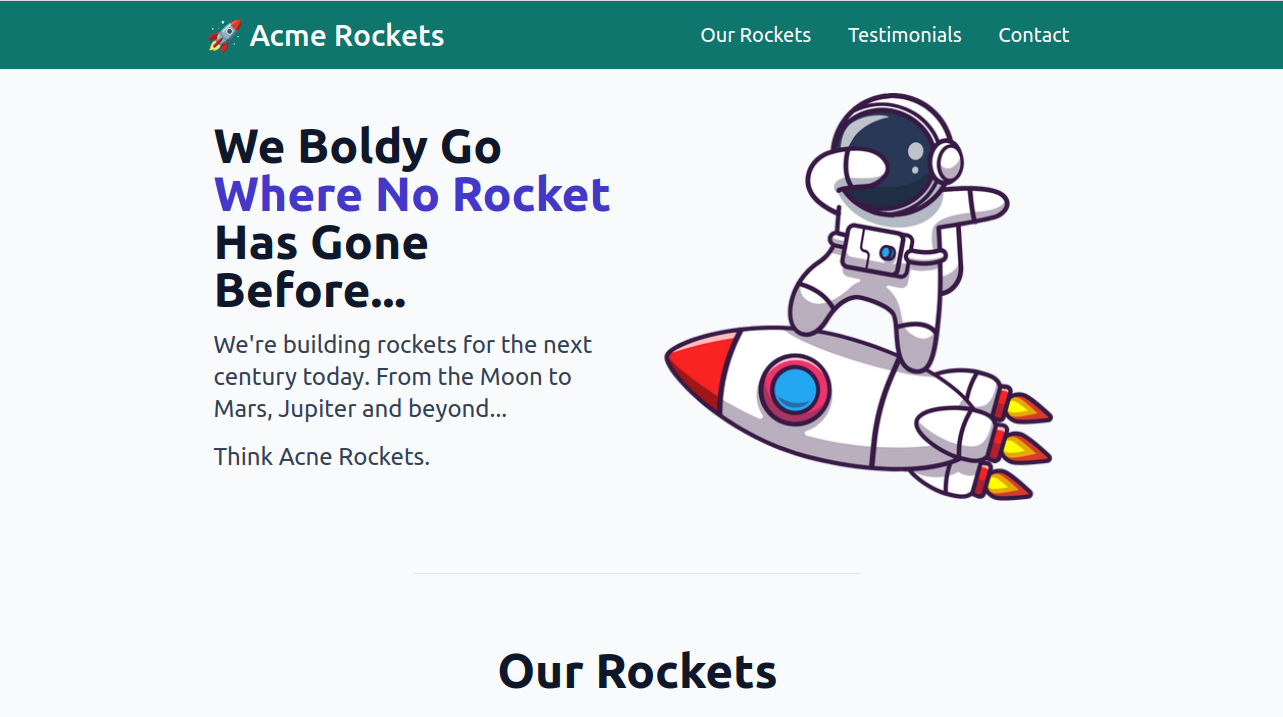 🚀 Acme Rockets
Our Rockets
Testimonials
Contact
We Boldy Go
Where No Rocket
Has Gone
Before...
We're building rockets for the next
century today. From the Moon to
Mars, Jupiter and beyond...
Think Acne Rockets.
Our Rockets